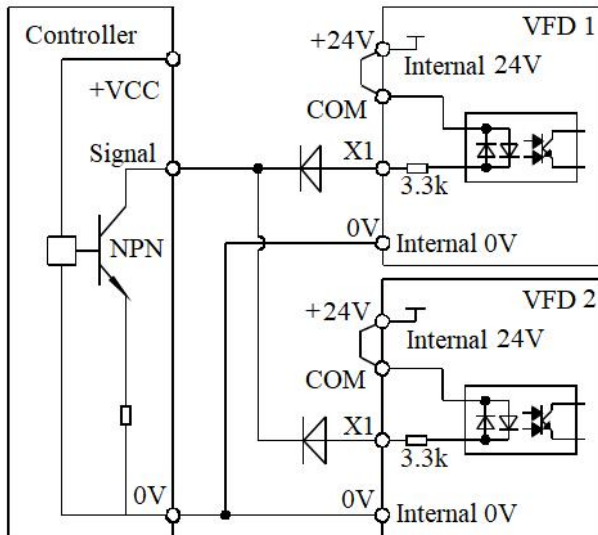 Controller
+VCC
Signal
NPN
0V
VFD 1
+24V
Internal 24V
COM
X1
3.3k
0V
Internal 0V
VFD 2
+24V
Internal 24V
COM
X1
3.3k
0V
Internal 0V